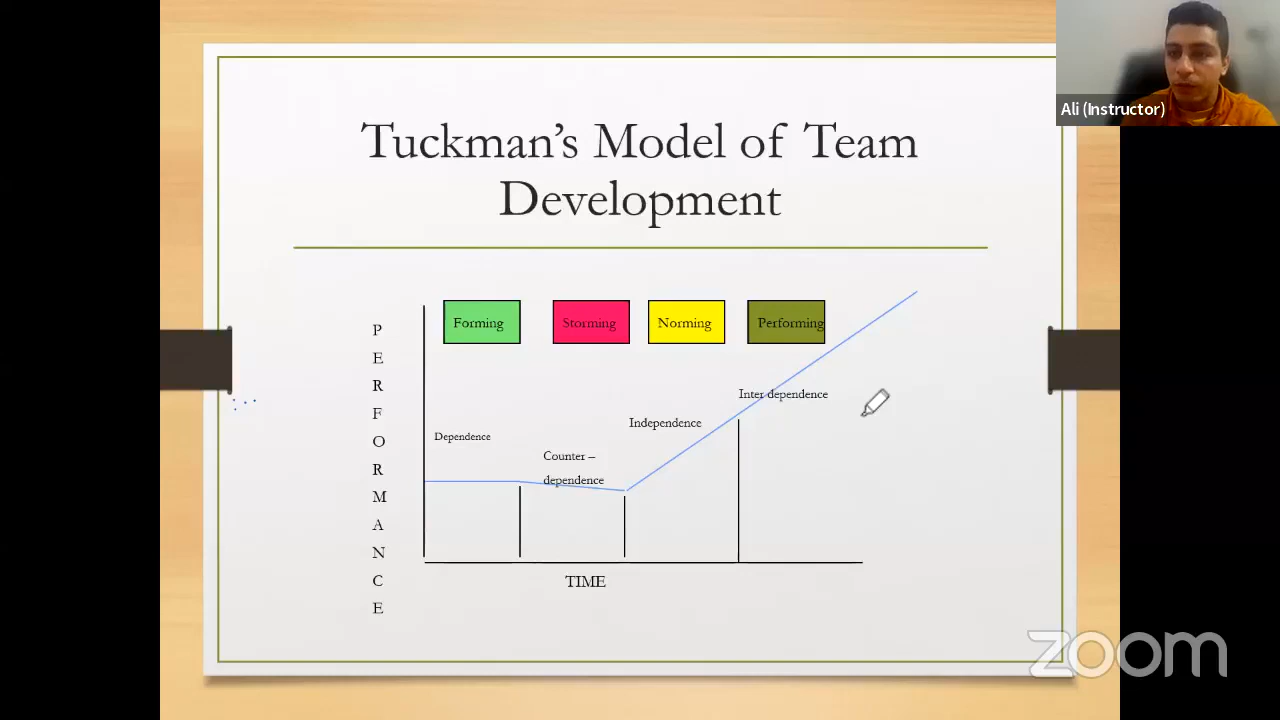 Ali (Instructor)
Tuckman's Model of Team
Development
Forming
Storming
Norming
Performing
P
E
R
F
O
R
M
A
N
C
E
Inter dependence
Independence
Dependence
Counter –
dependence
TIME
zoom